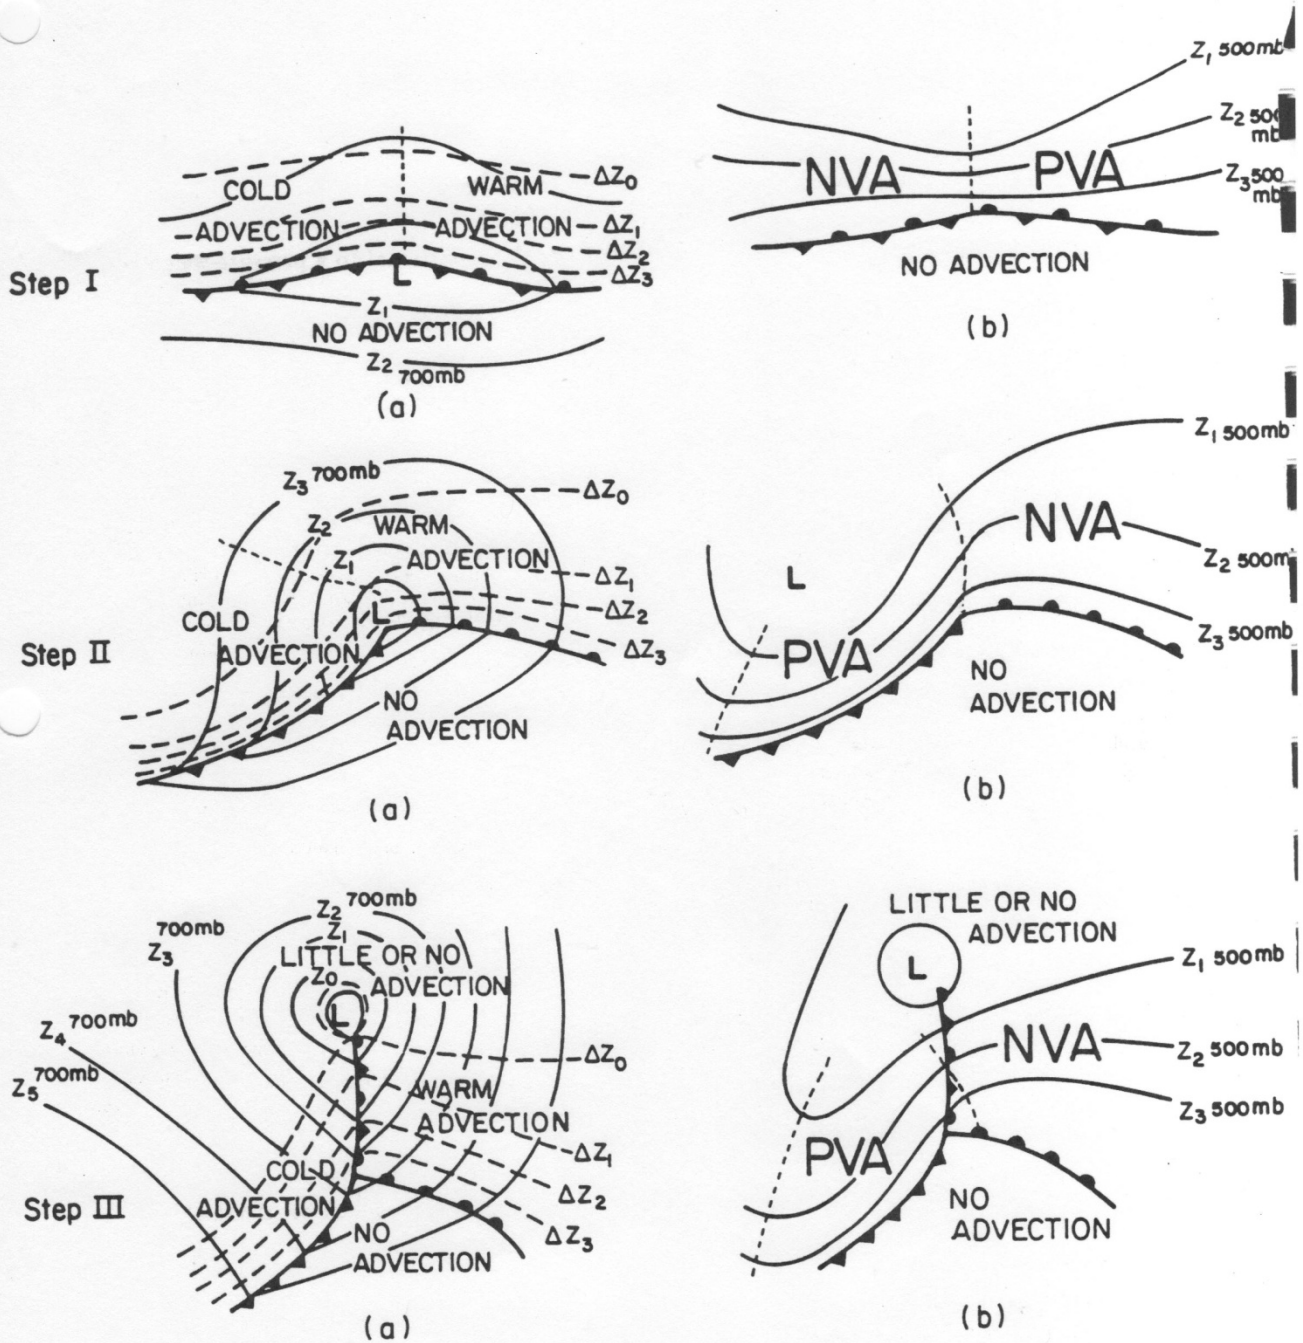 Step I
COLD
WARM
ΔZ₀
ADVECTION
ADVECTION
ΔZ₁
ΔZ₂
ΔZ₃
L
Z₁
NO ADVECTION
Z₂ 700mb
(a)
Z₁ 500mb
Z₂ 500
mb
NVA
PVA
Z₃ 500
mb
NO ADVECTION
(b)
Step II
Z₃ 700mb
ΔZ₀
Z₂
WARM
ADVECTION
Z₁
ΔZ₁
ΔZ₂
L
COLD
ADVECTION
ΔZ₃
NO
ADVECTION
(a)
Z₁ 500mb
NVA
L
Z₂ 500m
PVA
Z₃ 500mb
NO
ADVECTION
(b)
Step III
Z₂ 700mb
Z₃ 700mb
Z₁
LITTLE OR NO
ADVECTION
Z₀
L
Z₄ 700mb
ΔZ₀
Z₅ 700mb
WARM
ADVECTION
ΔZ₁
COLD
ADVECTION
ΔZ₂
NO
ADVECTION
ΔZ₃
(a)
LITTLE OR NO
ADVECTION
L
Z₁ 500mb
NVA
Z₂ 500mb
Z₃ 500mb
PVA
NO
ADVECTION
(b)